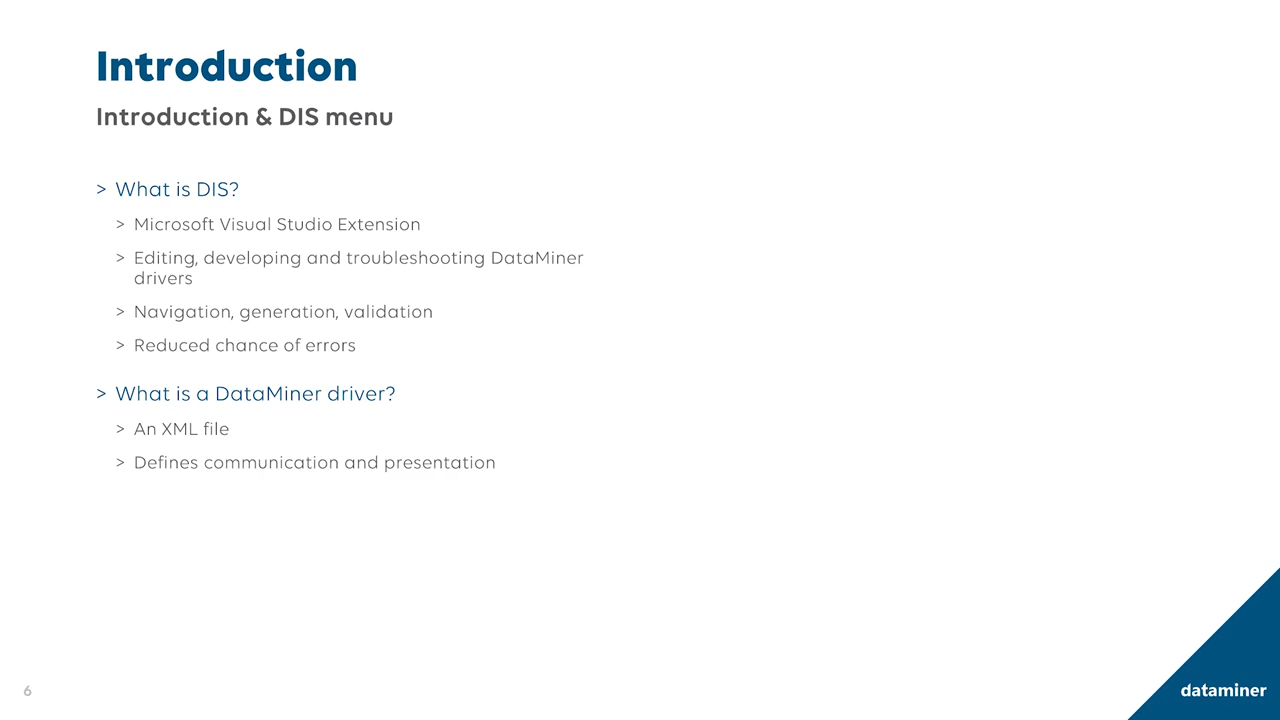 Introduction
Introduction & DIS menu
> What is DIS?
> Microsoft Visual Studio Extension
> Editing, developing and troubleshooting DataMiner
drivers
> Navigation, generation, validation
> Reduced chance of errors
> What is a DataMiner driver?
> An XML file
> Defines communication and presentation
6
dataminer